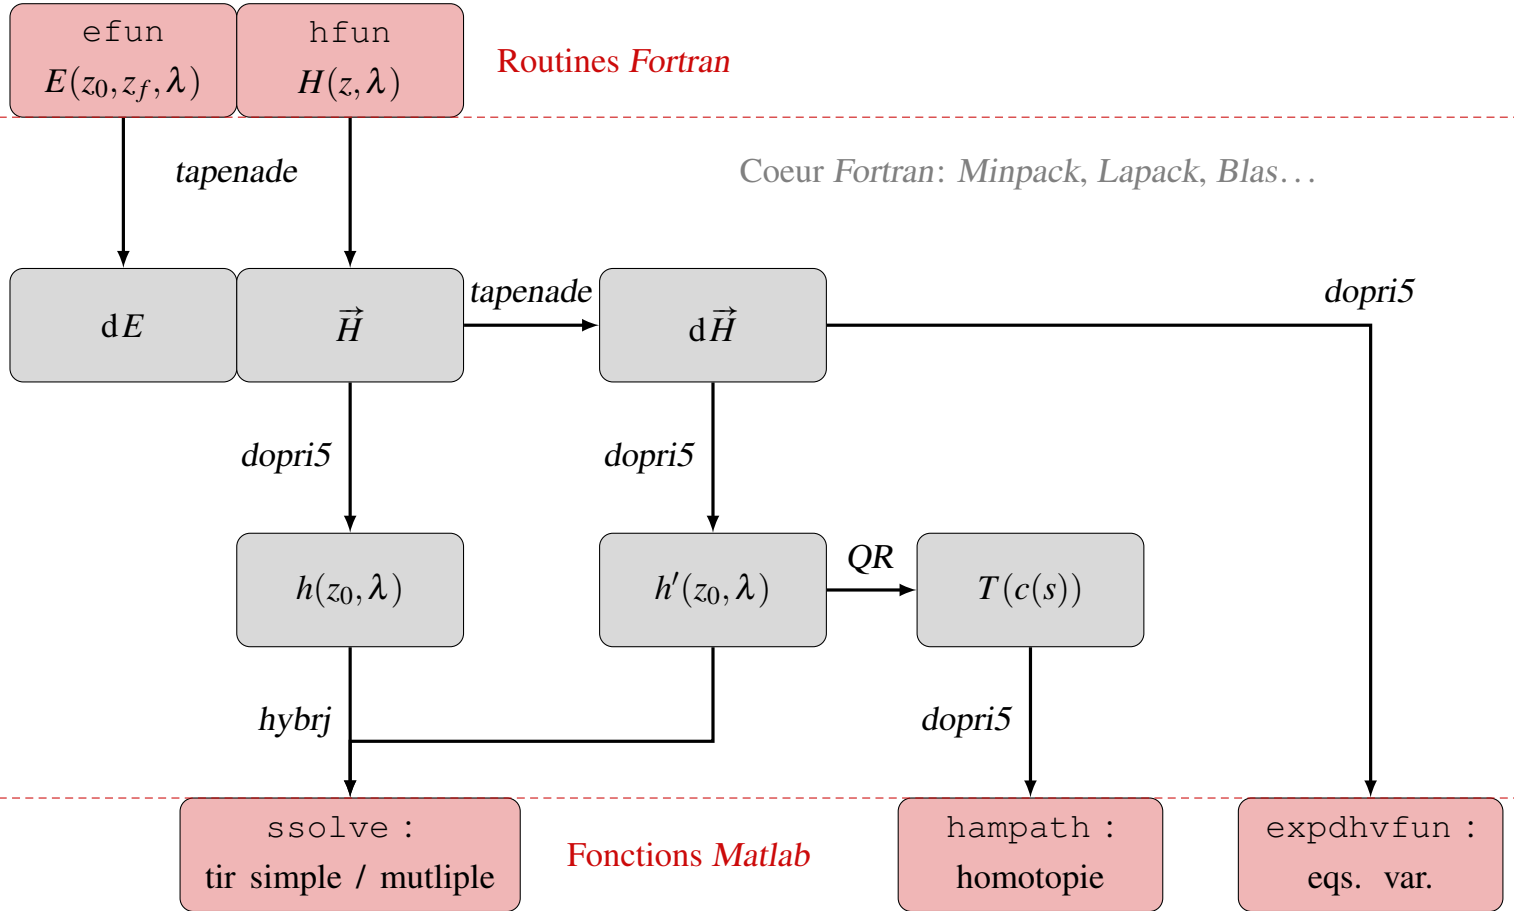 efun
E(z₀, z_f, λ)
hfun
H(z, λ)
Routines Fortran
tapenade
Coeur Fortran: Minpack, Lapack, Blas…
dE
H⃗
tapenade
dH⃗
dopri5
dopri5
dopri5
h(z₀, λ)
h′(z₀, λ)
QR
T(c(s))
hybrj
dopri5
ssolve :
tir simple / mutliple
Fonctions Matlab
hampath :
homotopie
expdhvfun :
eqs. var.